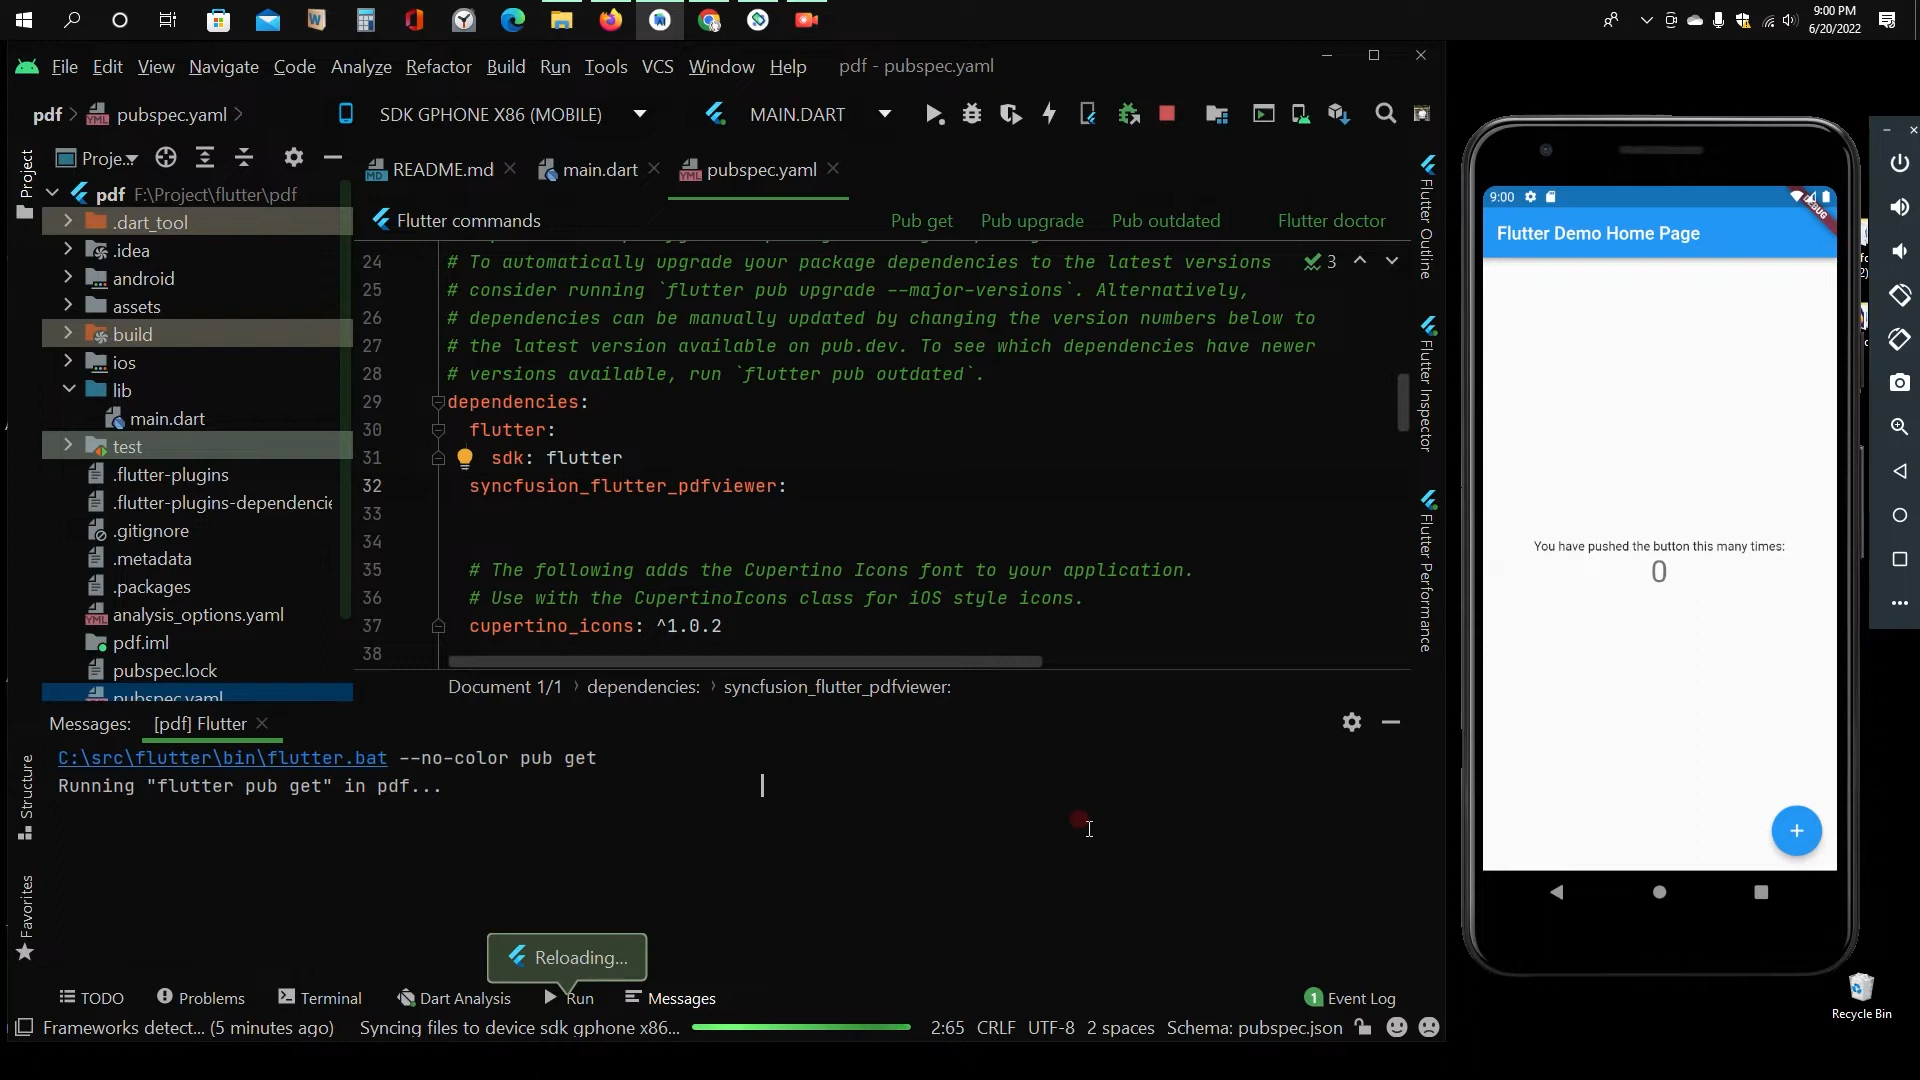 9:00 PM
6/20/2022
File Edit View Navigate Code Analyze Refactor Build Run Tools VCS Window Help pdf - pubspec.yaml
pdf pubspec.yaml SDK GPHONE X86 (MOBILE) MAIN.DART
Project
Proje...
README.md main.dart pubspec.yaml
pdf F:\Project\flutter\pdf
.dart_tool
.idea
android
assets
build
ios
lib
main.dart
test
.flutter-plugins
.flutter-plugins-dependencie
.gitignore
.metadata
.packages
analysis_options.yaml
pdf.iml
pubspec.lock
pubspec.yaml
Flutter commands Pub get Pub upgrade Pub outdated Flutter doctor
24 # To automatically upgrade your package dependencies to the latest versions
3
25 # consider running `flutter pub upgrade --major-versions`. Alternatively,
26 # dependencies can be manually updated by changing the version numbers below to
27 # the latest version available on pub.dev. To see which dependencies have newer
28 # versions available, run `flutter pub outdated`.
29 dependencies:
30 flutter:
31 sdk: flutter
32 syncfusion_flutter_pdfviewer:
33
34
35 # The following adds the Cupertino Icons font to your application.
36 # Use with the CupertinoIcons class for iOS style icons.
37 cupertino_icons: ^1.0.2
38
Document 1/1 dependencies: syncfusion_flutter_pdfviewer:
Flutter Outline
Flutter Inspector
Flutter Performance
Messages: [pdf] Flutter
C:\src\flutter\bin\flutter.bat --no-color pub get
Running "flutter pub get" in pdf...
Structure
Favorites
Reloading...
TODO Problems Terminal Dart Analysis Run Messages
1 Event Log
Frameworks detect... (5 minutes ago) Syncing files to device sdk gphone x86... 2:65 CRLF UTF-8 2 spaces Schema: pubspec.json
9:00
DEBUG
Flutter Demo Home Page
You have pushed the button this many times:
0
+
Recycle Bin